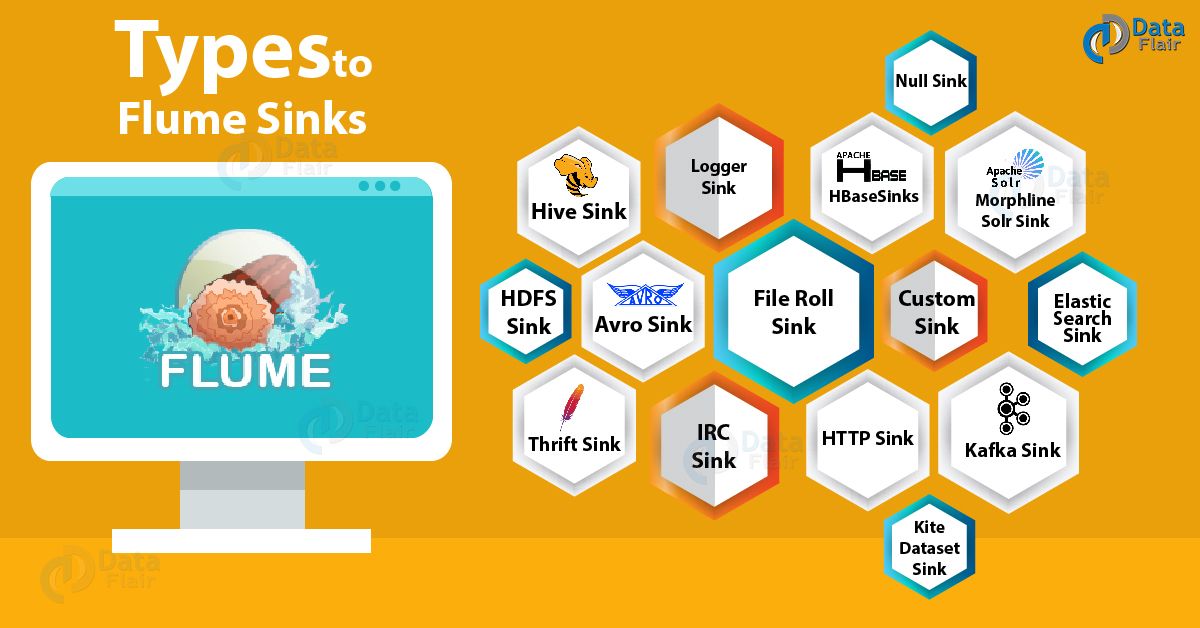 Types to
Flume Sinks
Data
Flair
FLUME
Null Sink
Hive Sink
Logger
Sink
APACHE
HBASE
HBaseSinks
Apache
Solr
Morphline
Solr Sink
HDFS
Sink
AVRO
Avro Sink
File Roll
Sink
Custom
Sink
Elastic
Search
Sink
Thrift Sink
IRC
Sink
HTTP Sink
Kafka Sink
Kite
Dataset
Sink
Data
Flair
Data
Flair
Data
Flair
Data
Flair
Data
Flair